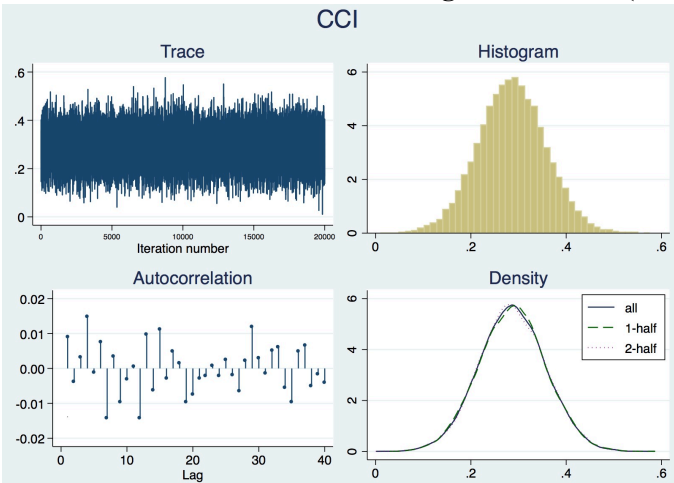 CCI
Trace
.6
.4
.2
0
0 5000 10000 15000 20000
Iteration number
Histogram
6
4
2
0
0 .2 .4 .6
Autocorrelation
0.02
0.01
0.00
-0.01
-0.02
0 10 20 30 40
Lag
Density
all
1-half
2-half
6
4
2
0
0 .2 .4 .6